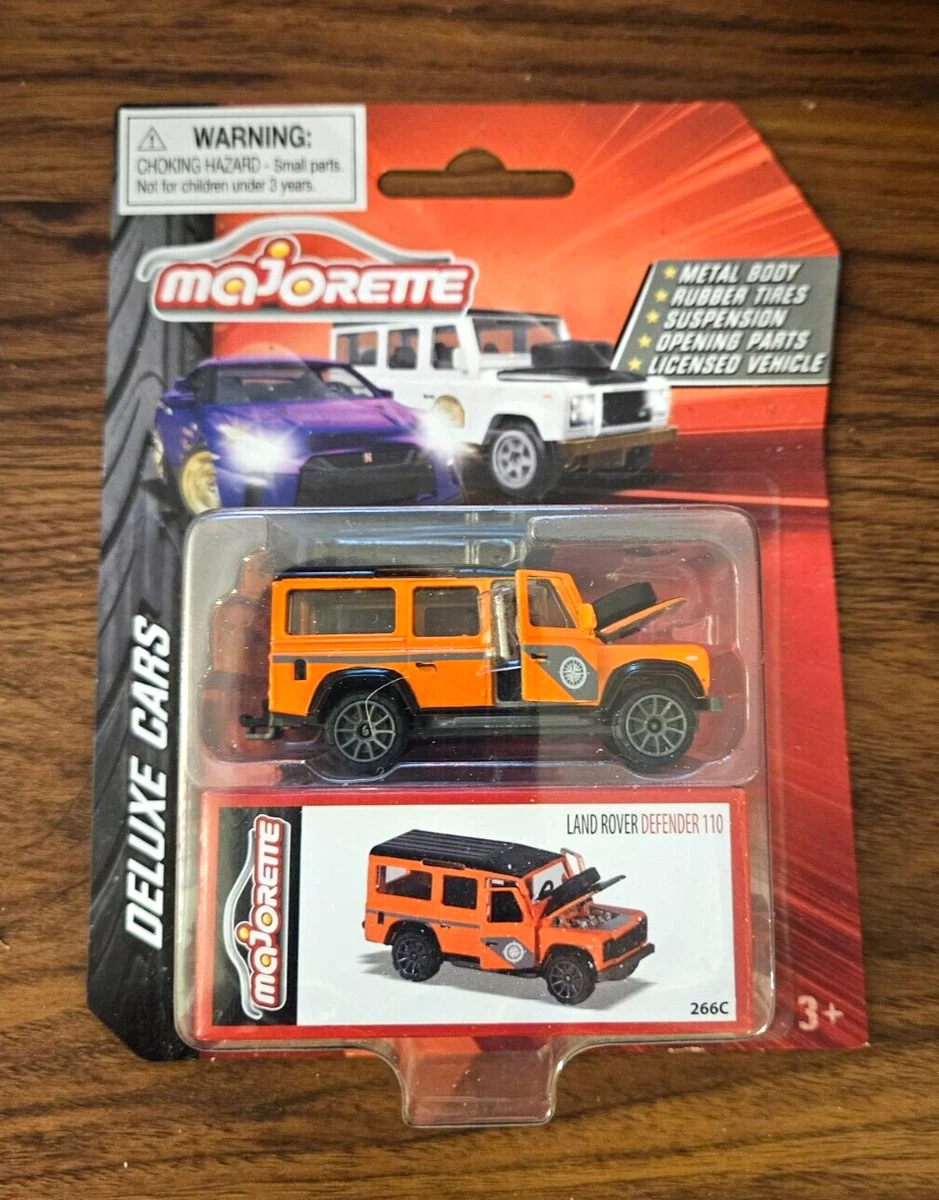 WARNING:
CHOKING HAZARD - Small parts.
Not for children under 3 years.
majorette
METAL BODY
RUBBER TIRES
SUSPENSION
OPENING PARTS
LICENSED VEHICLE
DELUXE CARS
majorette
LAND ROVER DEFENDER 110
266C
3+